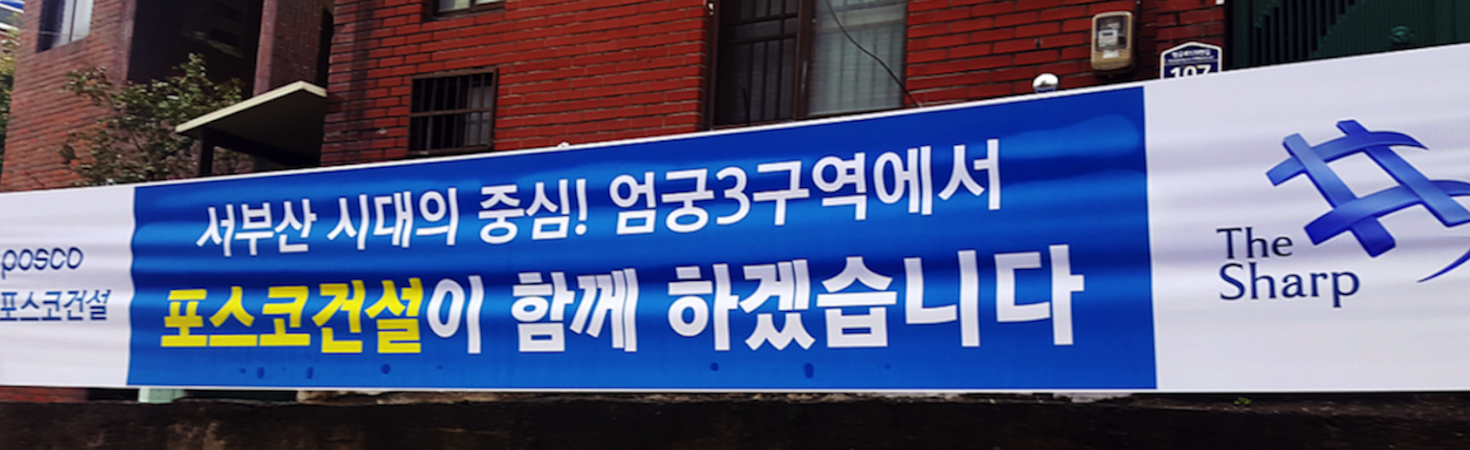 posco
포스코건설
서부산 시대의 중심! 엄궁3구역에서
포스코건설이 함께 하겠습니다
The
Sharp
107